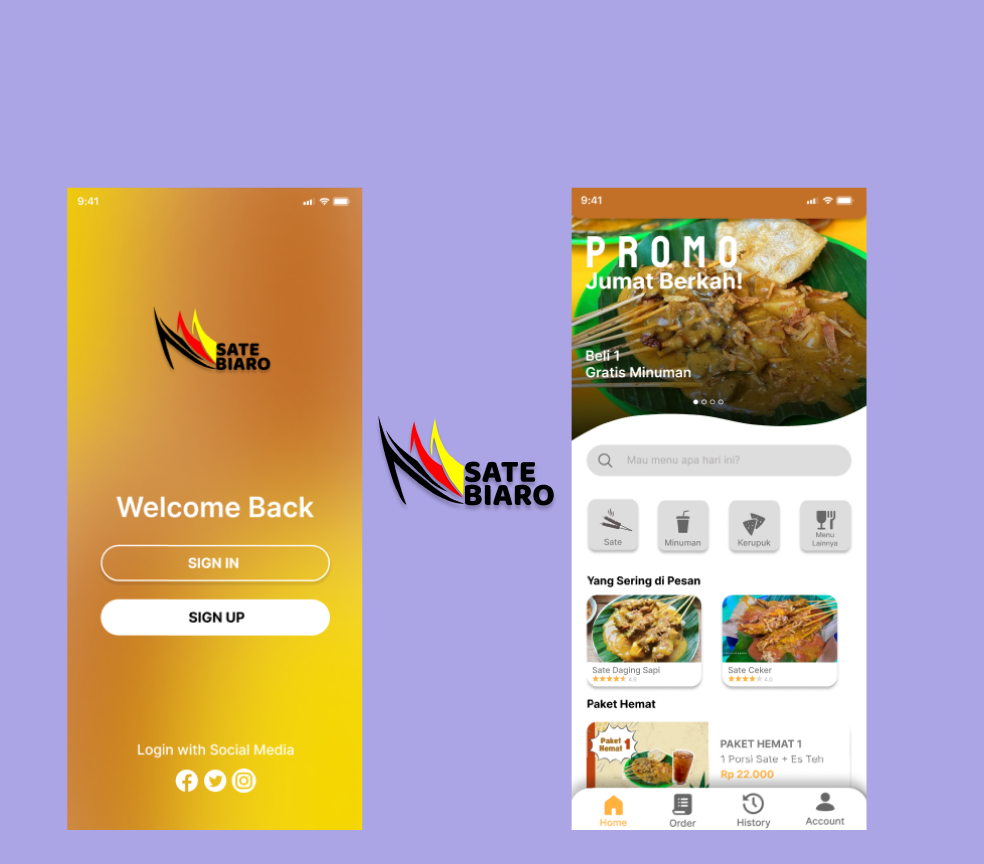 9:41
SATE
BIARO
Welcome Back
SIGN IN
SIGN UP
Login with Social Media
SATE
BIARO
9:41
PROMO
Jumat Berkah!
Beli 1
Gratis Minuman
Mau menu apa hari ini?
Sate
Minuman
Kerupuk
Menu
Lainnya
Yang Sering di Pesan
Sate Daging Sapi
4.6
Sate Ceker
4.0
Paket Hemat
Paket
Hemat 1
PAKET HEMAT 1
1 Porsi Sate + Es Teh
Rp 22.000
Home
Order
History
Account